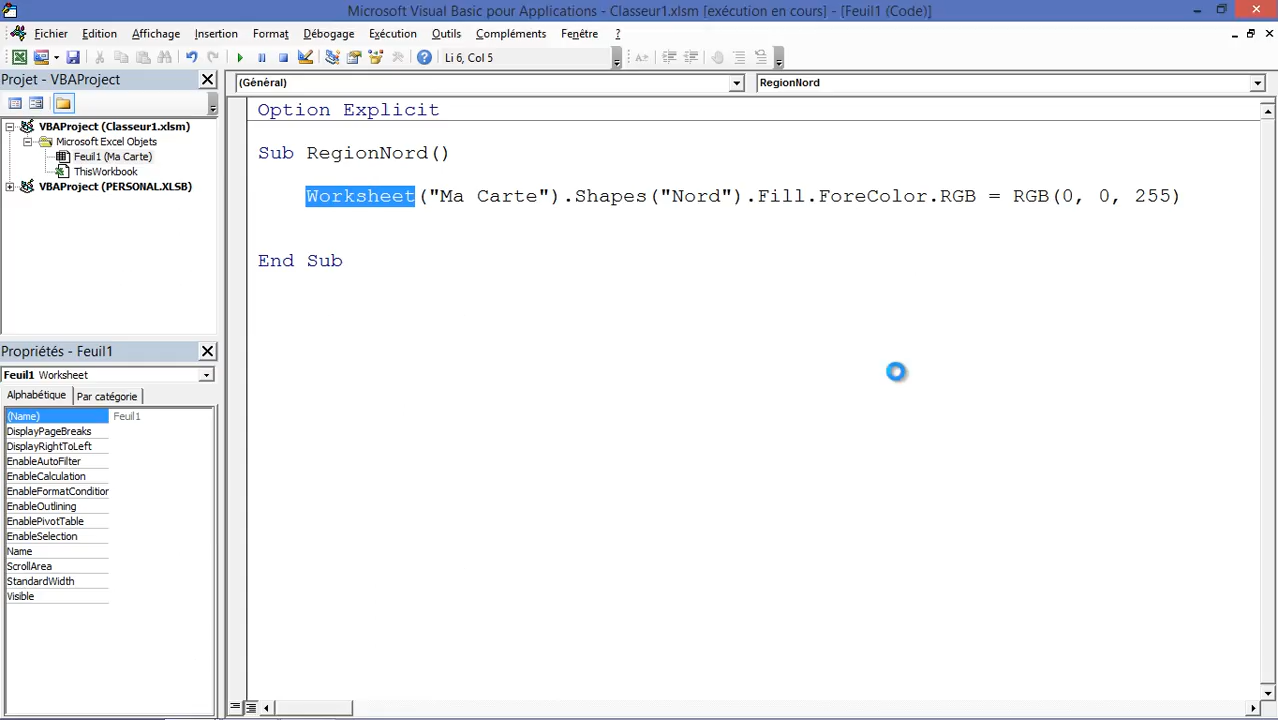 Microsoft Visual Basic pour Applications - Classeur1.xlsm [exécution en cours] - [Feuil1 (Code)]
Fichier Edition Affichage Insertion Format Débogage Exécution Outils Compléments Fenêtre ?
Li 6, Col 5
Projet - VBAProject
(Général) RegionNord
VBAProject (Classeur1.xlsm)
Microsoft Excel Objets
Feuil1 (Ma Carte)
ThisWorkbook
VBAProject (PERSONAL.XLSB)
Option Explicit
Sub RegionNord()
Worksheet("Ma Carte").Shapes("Nord").Fill.ForeColor.RGB = RGB(0, 0, 255)
End Sub
Propriétés - Feuil1
Feuil1 Worksheet
Alphabétique Par catégorie
(Name) Feuil1
DisplayPageBreaks
DisplayRightToLeft
EnableAutoFilter
EnableCalculation
EnableFormatCondition
EnableOutlining
EnablePivotTable
EnableSelection
Name
ScrollArea
StandardWidth
Visible